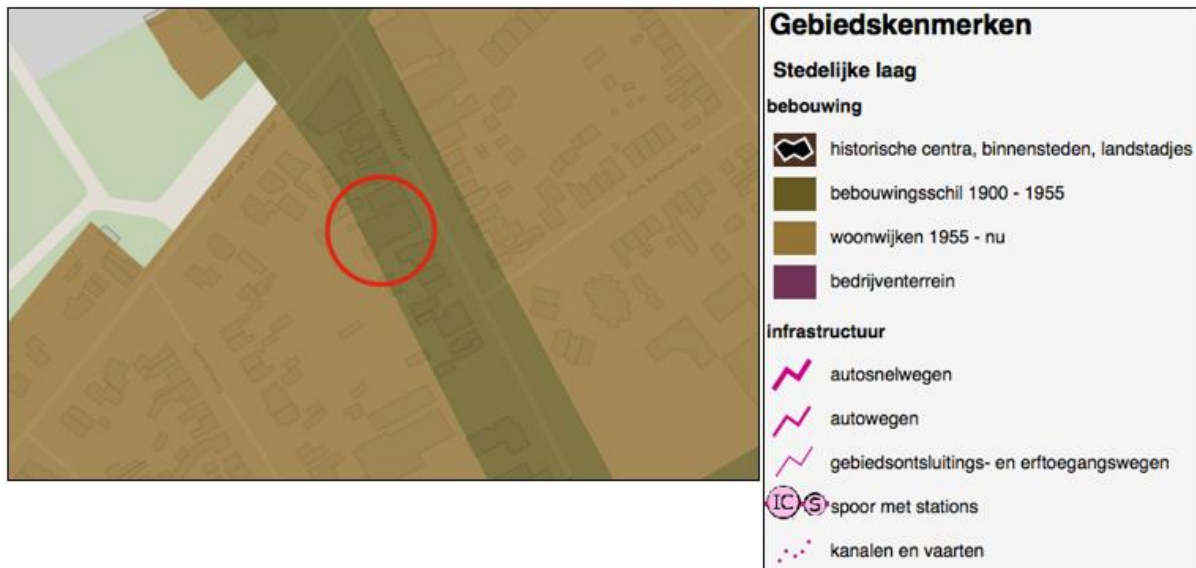 Gebiedskenmerken
Stedelijke laag
bebouwing
historische centra, binnensteden, landstadjes
bebouwingsschil 1900 - 1955
woonwijken 1955 - nu
bedrijventerrein
infrastructuur
autosnelwegen
autowegen
gebiedsontsluitings- en erftoegangswegen
IC S spoor met stations
kanalen en vaarten